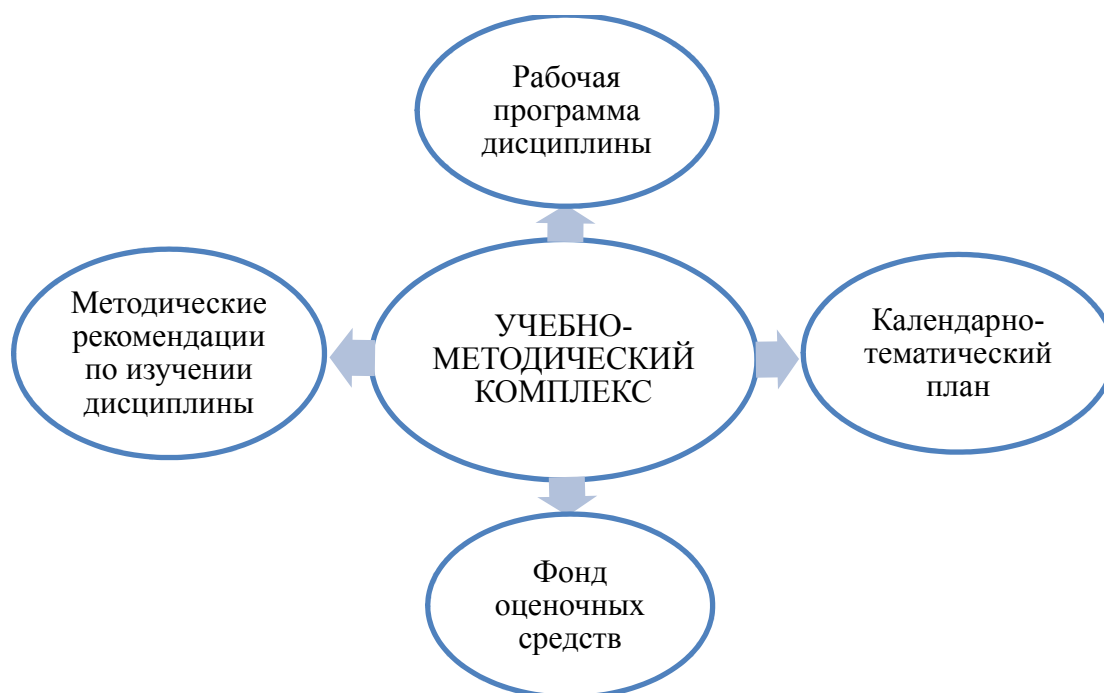 Рабочая
программа
дисциплины
Методические
рекомендации
по изучении
дисциплины
УЧЕБНО-
МЕТОДИЧЕСКИЙ
КОМПЛЕКС
Календарно-
тематический
план
Фонд
оценочных
средств